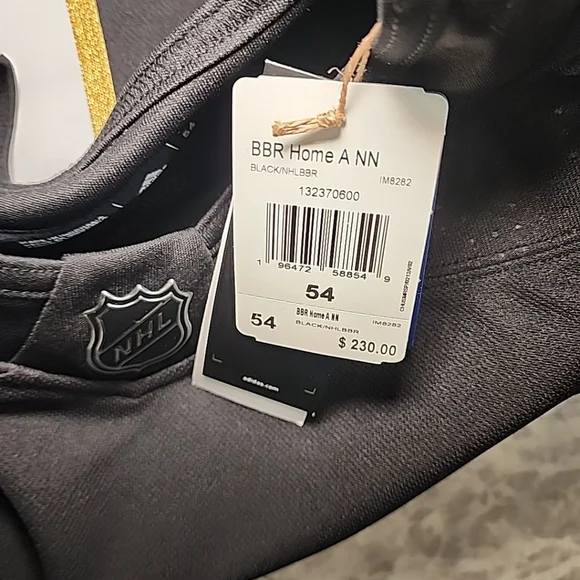 BBR Home A NN
BLACK/NHLBBR IM8282
132370600
1 96472 58854 9
54
BBR Home A NN IM8282
54 BLACK/NHLBBR
$ 230.00
adidas.com
NHL
54